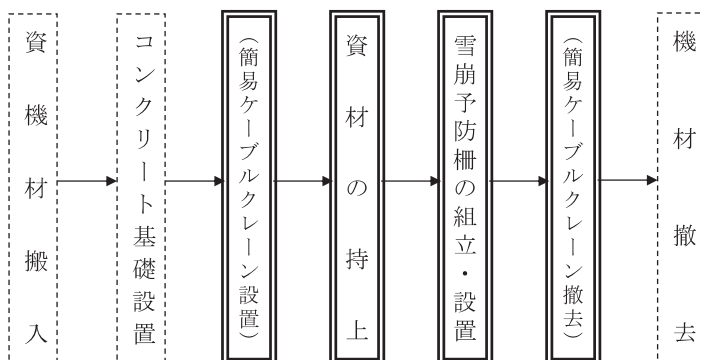 資機材搬入
コンクリート基礎設置
（簡易ケーブルクレーン設置）
資材の持上
雪崩予防柵の組立・設置
（簡易ケーブルクレーン撤去）
機材撤去